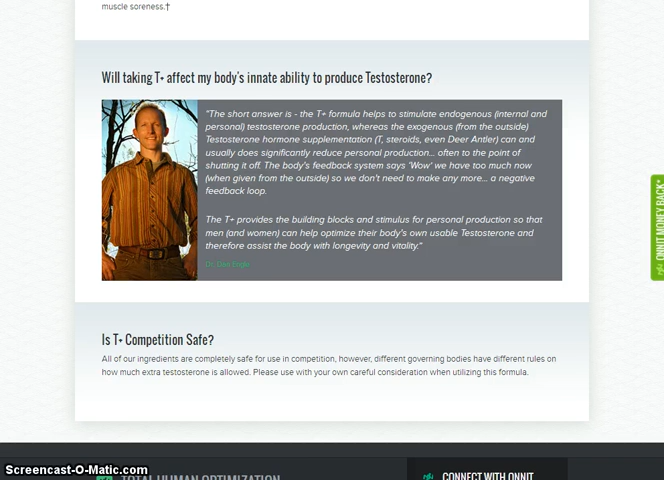 muscle soreness.†
Will taking T+ affect my body's innate ability to produce Testosterone?
"The short answer is - the T+ formula helps to stimulate endogenous (internal and
personal) testosterone production, whereas the exogenous (from the outside)
Testosterone hormone supplementation (T, steroids, even Deer Antler) can and
usually does significantly reduce personal production... often to the point of
shutting it off. The body's feedback system says 'Wow' we have too much now
(when given from the outside) so we don't need to make any more... a negative
feedback loop.
The T+ provides the building blocks and stimulus for personal production so that
men (and women) can help optimize their body's own usable Testosterone and
therefore assist the body with longevity and vitality."
Dr.
Is T+ Competition Safe?
All of our ingredients are completely safe for use in competition, however, different governing bodies have different rules on
how much extra testosterone is allowed. Please use with your own careful consideration when utilizing this formula.
ONNIT MONEY BACK*
TOTAL HUMAN OPTIMIZATION
CONNECT WITH ONNIT
Screencast-O-Matic.com